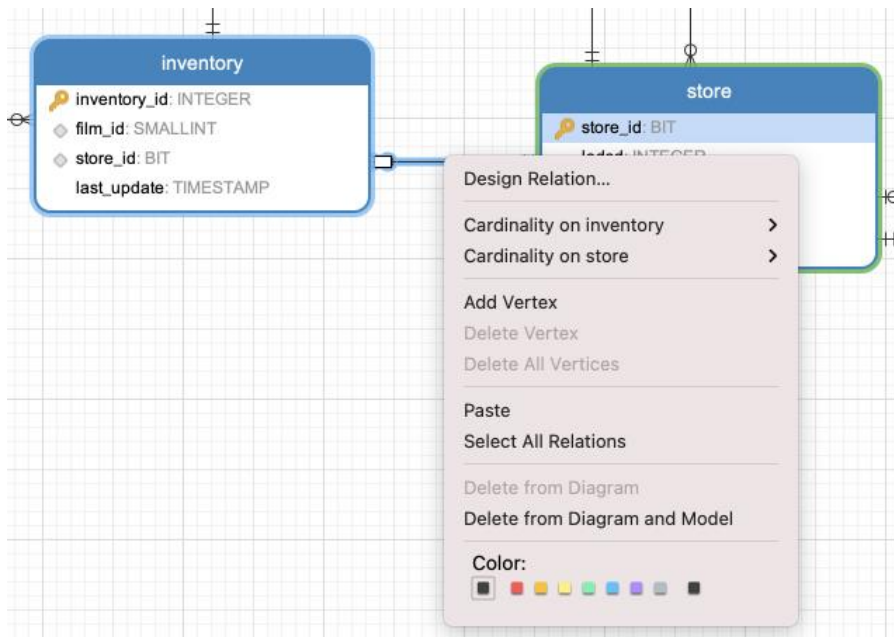 inventory
inventory_id: INTEGER
film_id: SMALLINT
store_id: BIT
last_update: TIMESTAMP
store
store_id: BIT
INTEGER
Design Relation...
Cardinality on inventory
Cardinality on store
Add Vertex
Delete Vertex
Delete All Vertices
Paste
Select All Relations
Delete from Diagram
Delete from Diagram and Model
Color: